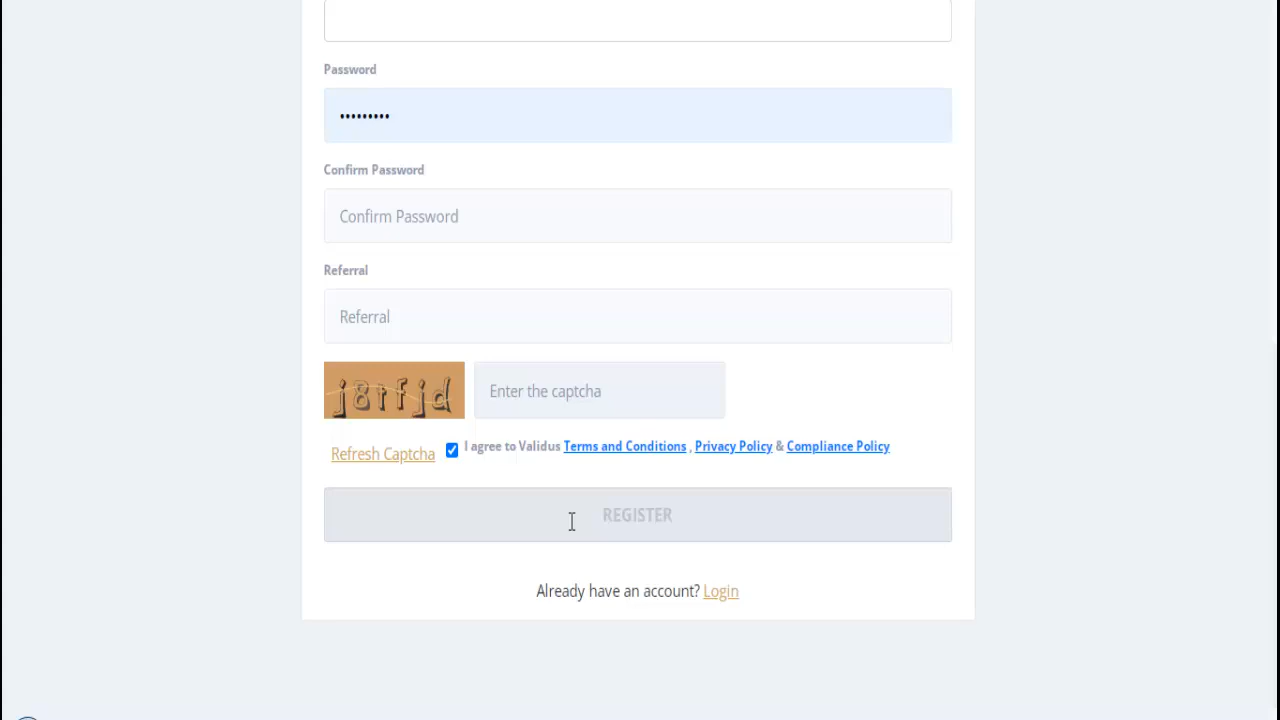 Password
•••••••••
Confirm Password
Confirm Password
Referral
Referral
j8tfjd
Enter the captcha
Refresh Captcha
I agree to Validus Terms and Conditions , Privacy Policy & Compliance Policy
REGISTER
Already have an account? Login